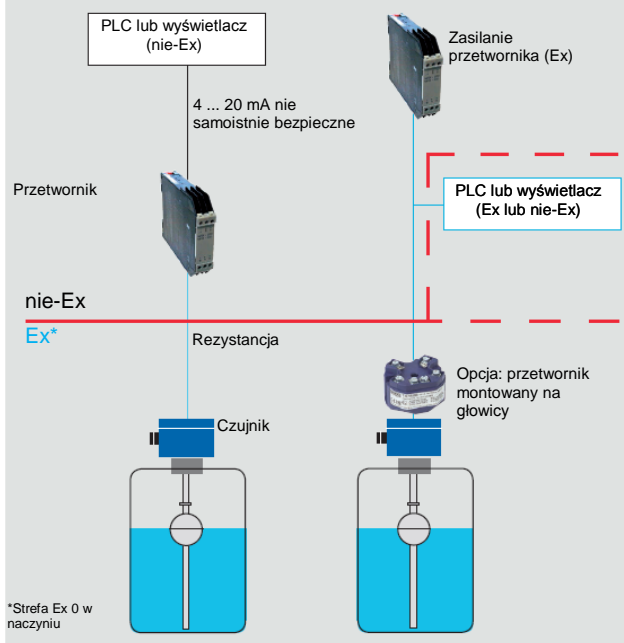 PLC lub wyświetlacz
(nie-Ex)
4 ... 20 mA nie
samoistnie bezpieczne
Przetwornik
Zasilanie
przetwornika (Ex)
PLC lub wyświetlacz
(Ex lub nie-Ex)
nie-Ex
Ex*
Rezystancja
Opcja: przetwornik
montowany na
głowicy
Czujnik
*Strefa Ex 0 w
naczyniu